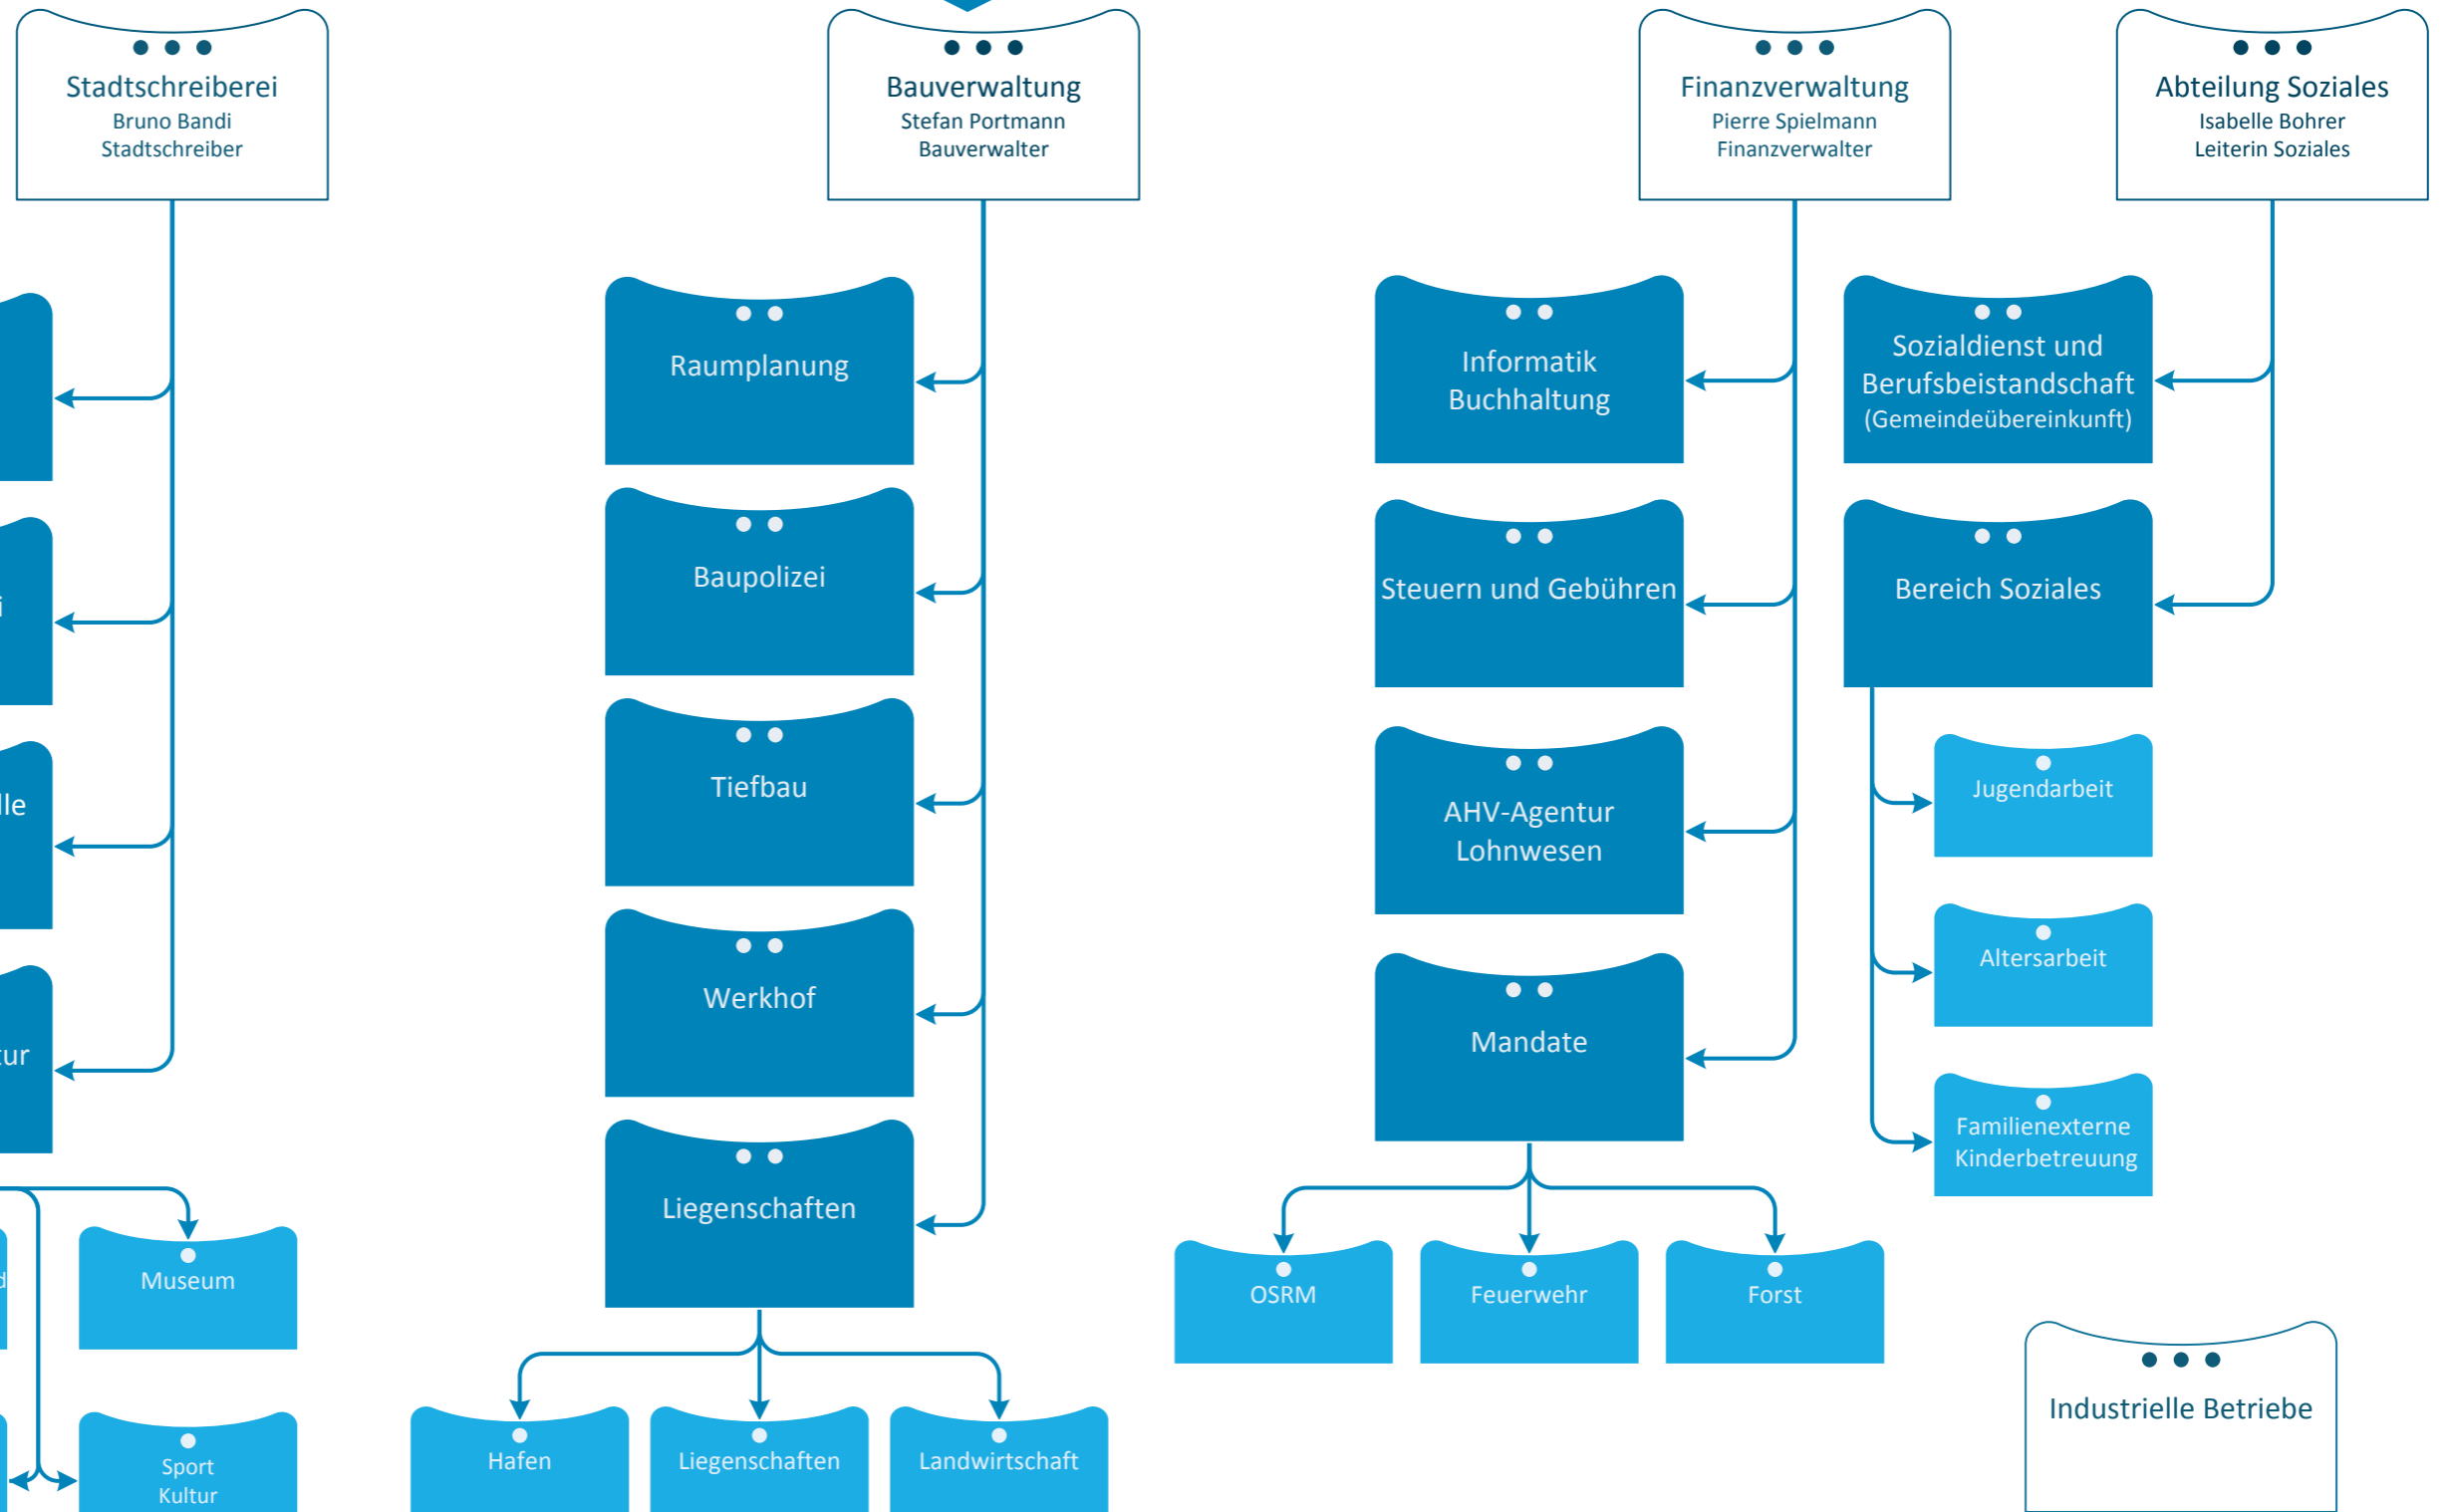 Stadtschreiberei
Bruno Bandi
Stadtschreiber
Bauverwaltung
Stefan Portmann
Bauverwalter
Finanzverwaltung
Pierre Spielmann
Finanzverwalter
Abteilung Soziales
Isabelle Bohrer
Leiterin Soziales
Raumplanung
Baupolizei
Tiefbau
Werkhof
Liegenschaften
Hafen
Liegenschaften
Landwirtschaft
Informatik
Buchhaltung
Steuern und Gebühren
AHV-Agentur
Lohnwesen
Mandate
OSRM
Feuerwehr
Forst
Sozialdienst und
Berufsbeistandschaft
(Gemeindeübereinkunft)
Bereich Soziales
Jugendarbeit
Altersarbeit
Familienexterne
Kinderbetreuung
Museum
Sport
Kultur
Industrielle Betriebe